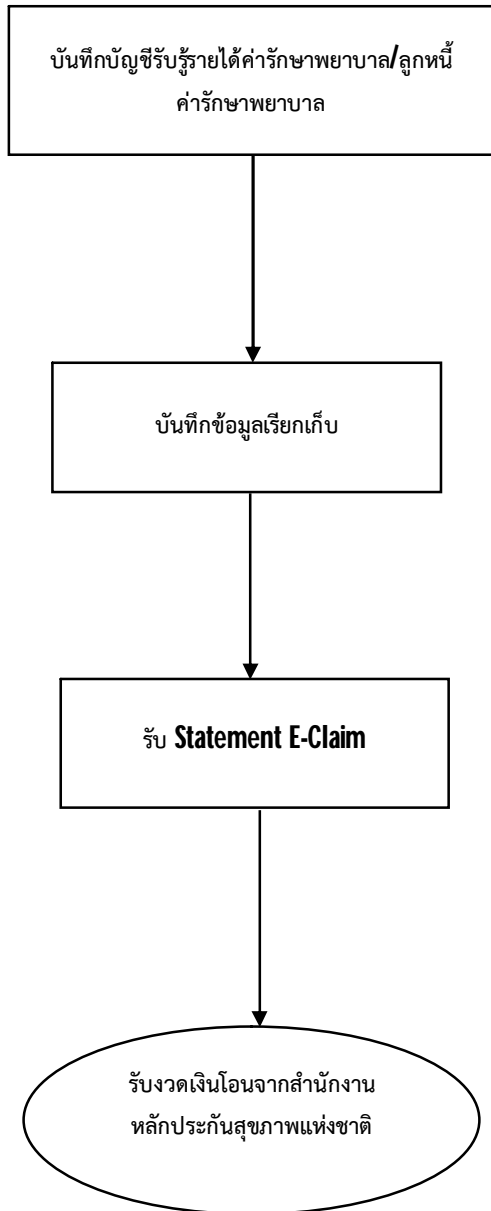 บันทึกบัญชีรับรู้รายได้ค่ารักษาพยาบาล/ลูกหนี้
ค่ารักษาพยาบาล
บันทึกข้อมูลเรียกเก็บ
รับ Statement E-Claim
รับงวดเงินโอนจากสำนักงาน
หลักประกันสุขภาพแห่งชาติ